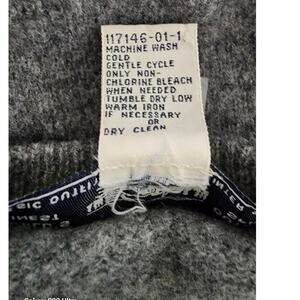 117146-01-1
MACHINE WASH
COLD
GENTLE CYCLE
ONLY NON-
CHLORINE BLEACH
WHEN NEEDED
TUMBLE DRY LOW
WARM IRON
IF NECESSARY
OR
DRY CLEAN